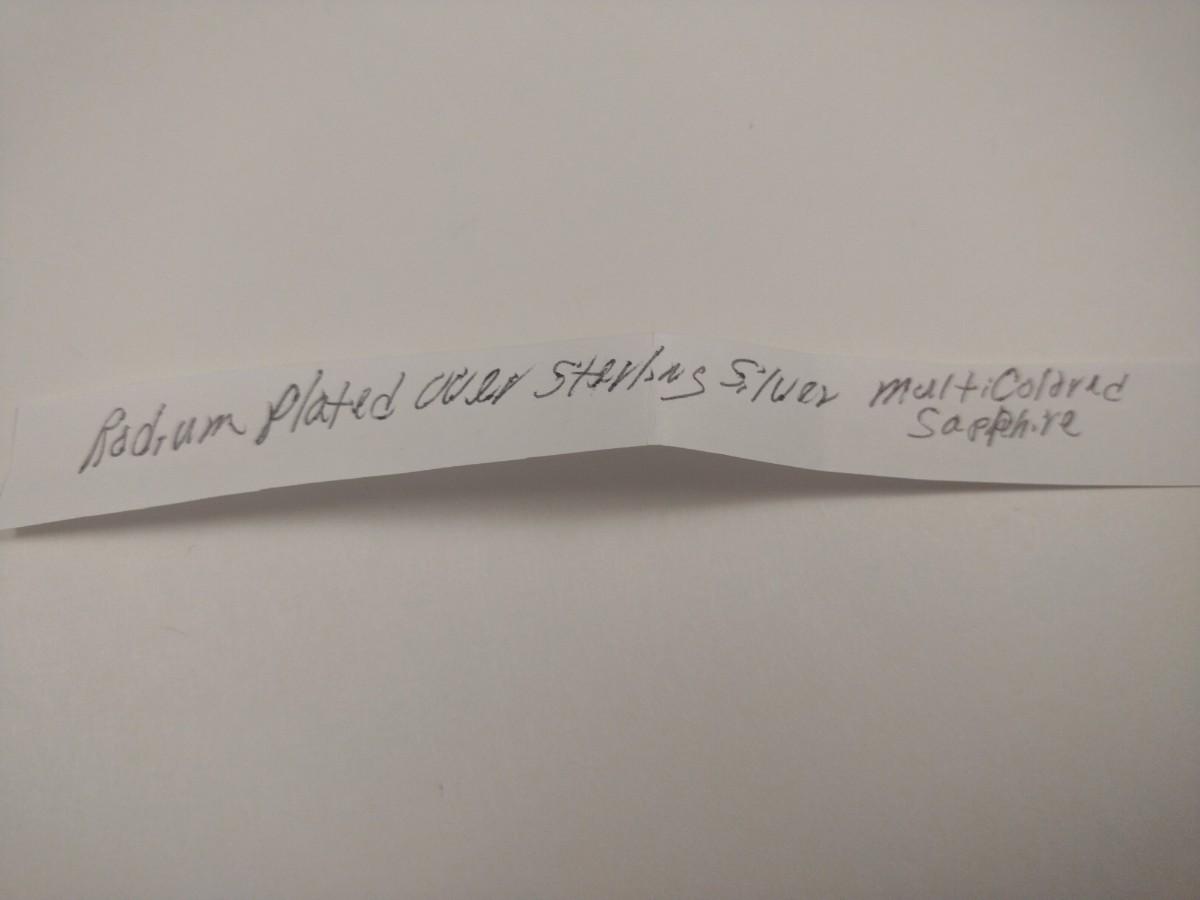 Radium plated over Sterling Silver multiColored
Sapphire